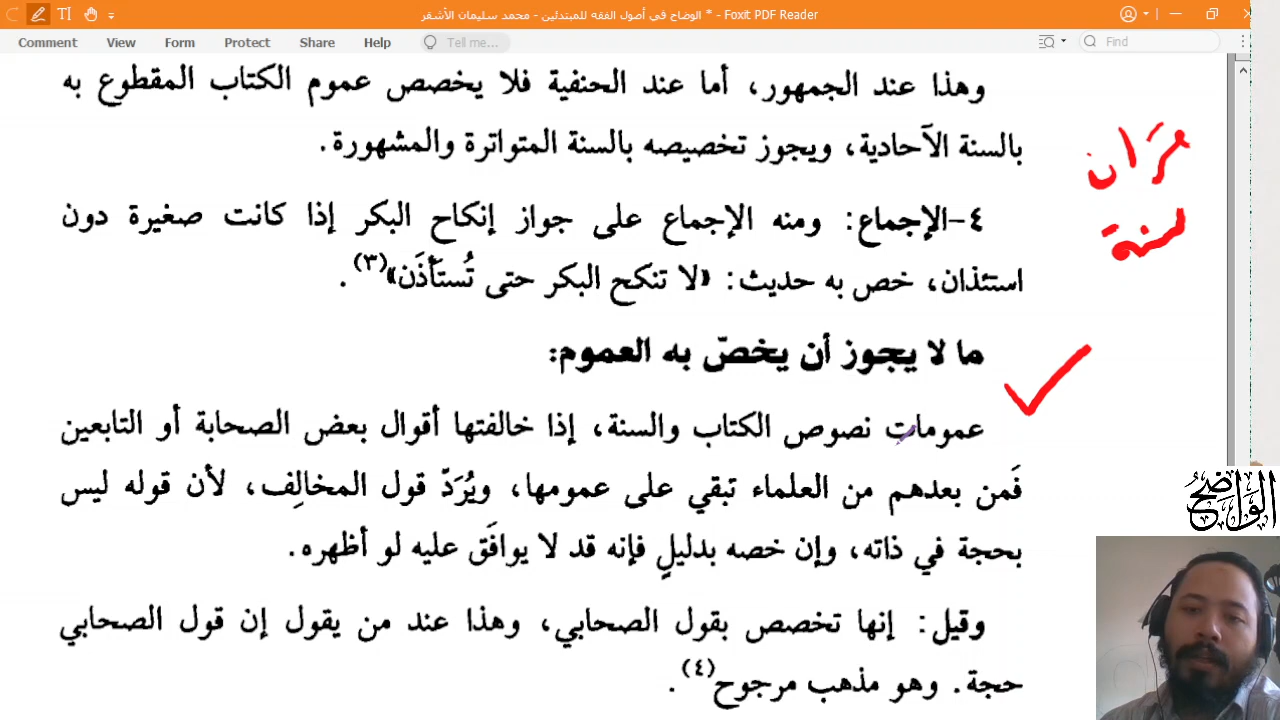 الوضاح في أصول الفقه للمبتدئين - محمد سليمان الأشقر * - Foxit PDF Reader
Comment View Form Protect Share Help Tell me... Find
وهذا عند الجمهور، أما عند الحنفية فلا يخصص عموم الكتاب المقطوع به
بالسنة الآحادية، ويجوز تخصيصه بالسنة المتواترة والمشهورة.
٤-الإجماع: ومنه الإجماع على جواز إنكاح البكر إذا كانت صغيرة دون
استئذان، خص به حديث: «لا تنكح البكر حتى تُستَأذَن»(٣).
ما لا يجوز أن يخصّ به العموم:
عمومات نصوص الكتاب والسنة، إذا خالفتها أقوال بعض الصحابة أو التابعين
فَمن بعدهم من العلماء تبقي على عمومها، ويُرَدّ قول المخالِف، لأن قوله ليس
بحجة في ذاته، وإن خصه بدليلٍ فإنه قد لا يوافَق عليه لو أظهره.
وقيل: إنها تخصص بقول الصحابي، وهذا عند من يقول إن قول الصحابي
حجة. وهو مذهب مرجوح(٤).
الواضح